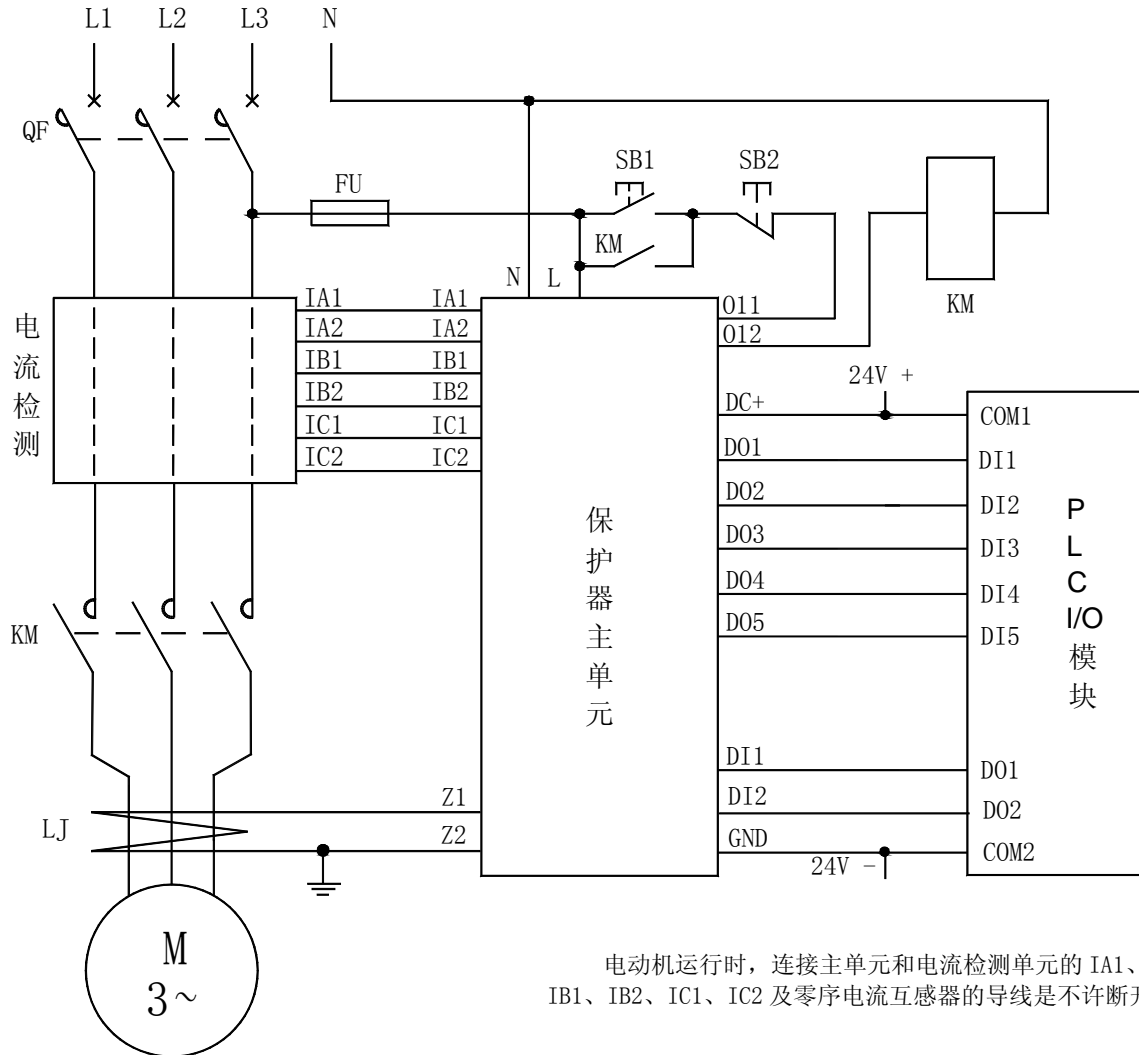 L1 L2 L3 N
QF
SB1 SB2
FU
KM
N L
KM
电流检测
IA1 IA1
IA2 IA2
IB1 IB1
IB2 IB2
IC1 IC1
IC2 IC2
O11
O12
24V +
DC+ COM1
DO1 DI1
DO2 DI2
DO3 DI3
DO4 DI4
DO5 DI5
保护器主单元
PLC I/O模块
KM
DI1 DO1
DI2 DO2
GND COM2
24V -
Z1
Z2
LJ
M
3~
电动机运行时，连接主单元和电流检测单元的 IA1、
IB1、IB2、IC1、IC2 及零序电流互感器的导线是不许断